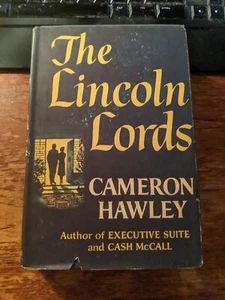 The
Lincoln
Lords
CAMERON
HAWLEY
Author of EXECUTIVE SUITE
and CASH McCALL